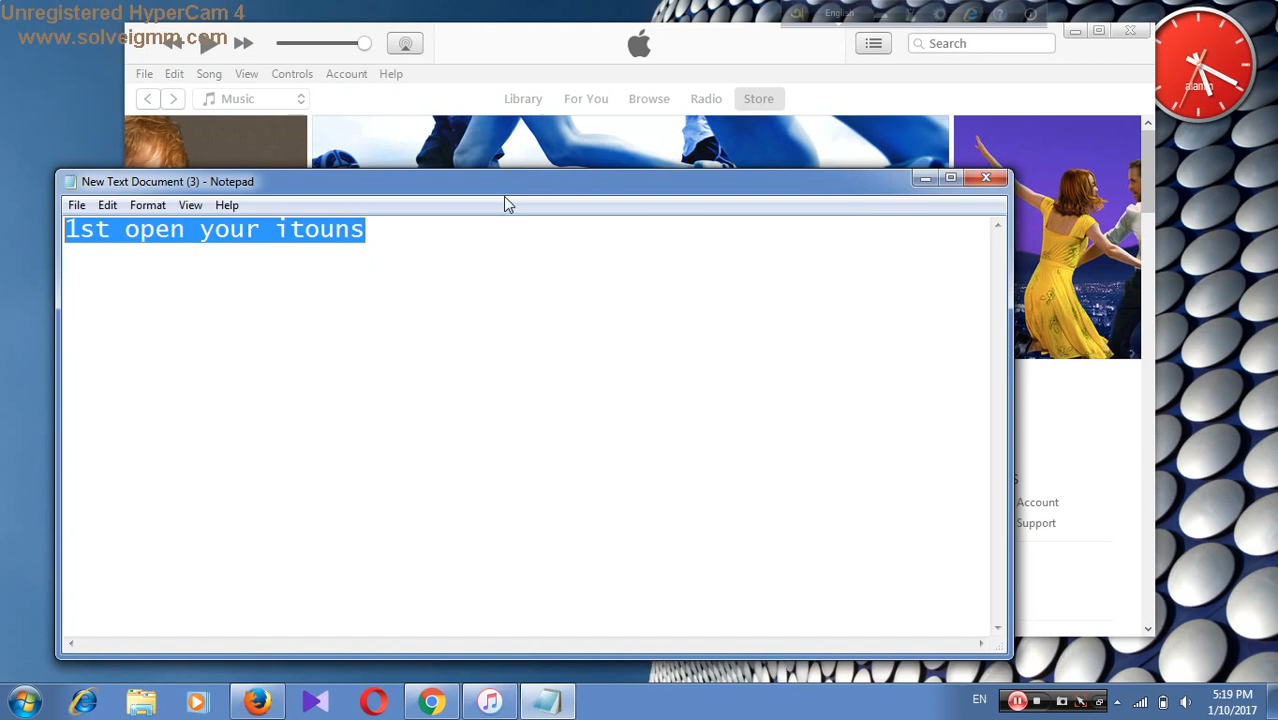 Unregistered HyperCam 4
www.solveigmm.com
English
Search
File Edit Song View Controls Account Help
Music
Library For You Browse Radio Store
New Text Document (3) - Notepad
File Edit Format View Help
1st open your itouns
Account
Support
EN
5:19 PM
1/10/2017